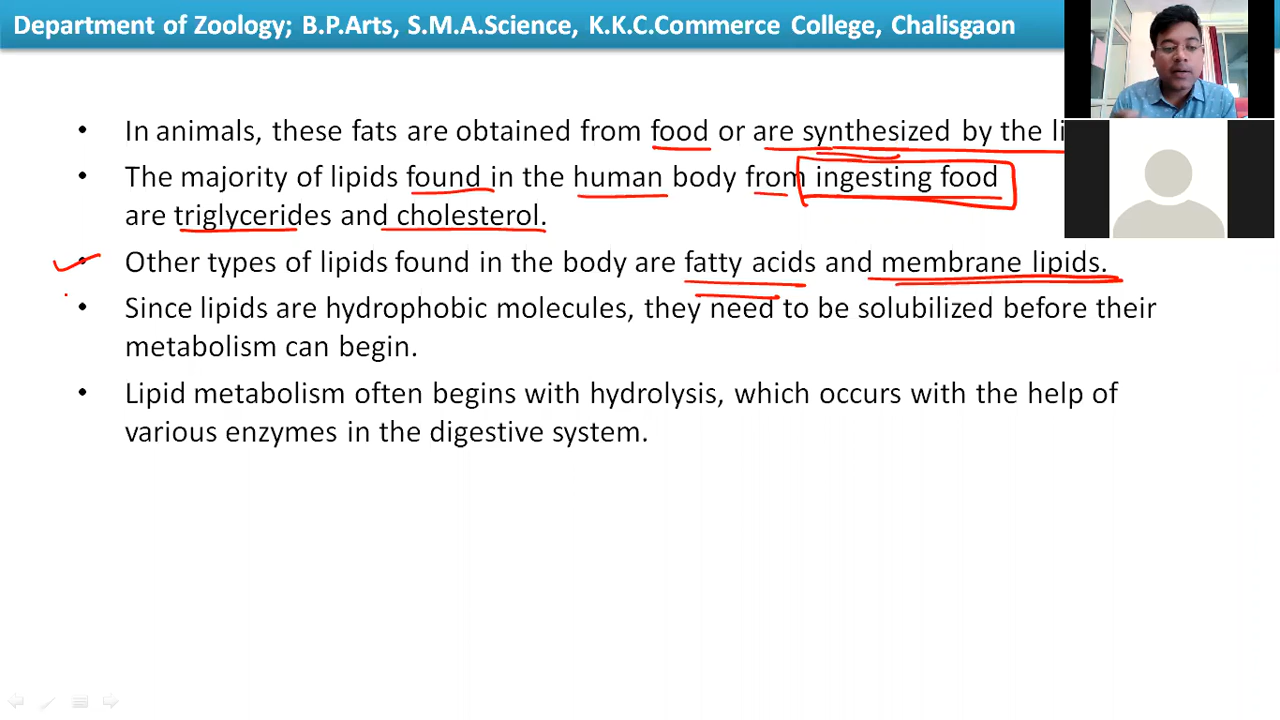 Department of Zoology; B.P.Arts, S.M.A.Science, K.K.C.Commerce College, Chalisgaon
• In animals, these fats are obtained from food or are synthesized by the li
• The majority of lipids found in the human body from ingesting food
are triglycerides and cholesterol.
• Other types of lipids found in the body are fatty acids and membrane lipids.
• Since lipids are hydrophobic molecules, they need to be solubilized before their
metabolism can begin.
• Lipid metabolism often begins with hydrolysis, which occurs with the help of
various enzymes in the digestive system.